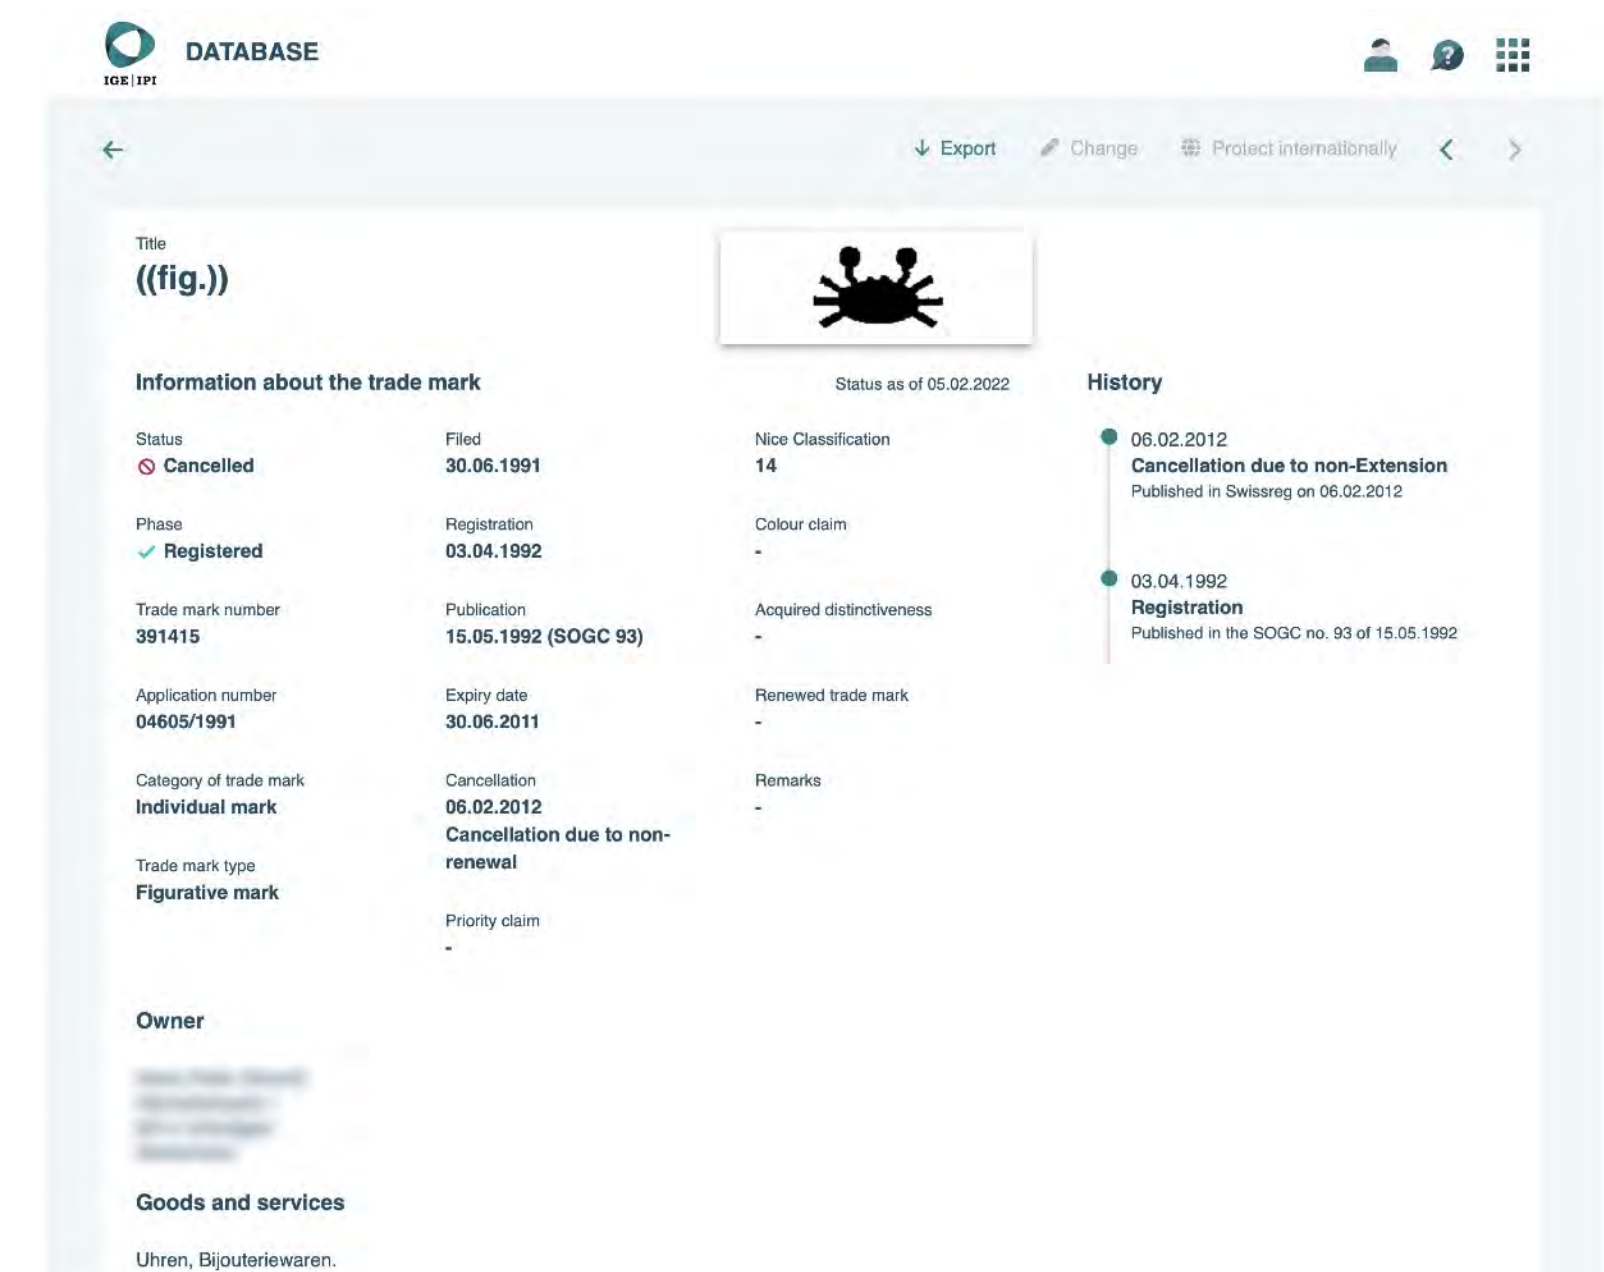 DATABASE
IGE|IPI
Export
Change
Protect internationally
Title
((fig.))
Information about the trade mark
Status as of 05.02.2022
Status
Cancelled
Phase
Registered
Trade mark number
391415
Application number
04605/1991
Category of trade mark
Individual mark
Trade mark type
Figurative mark
Filed
30.06.1991
Registration
03.04.1992
Publication
15.05.1992 (SOGC 93)
Expiry date
30.06.2011
Cancellation
06.02.2012
Cancellation due to non-
renewal
Priority claim
-
Nice Classification
14
Colour claim
-
Acquired distinctiveness
-
Renewed trade mark
-
Remarks
-
History
06.02.2012
Cancellation due to non-Extension
Published in Swissreg on 06.02.2012
03.04.1992
Registration
Published in the SOGC no. 93 of 15.05.1992
Owner
Goods and services
Uhren, Bijouteriewaren.